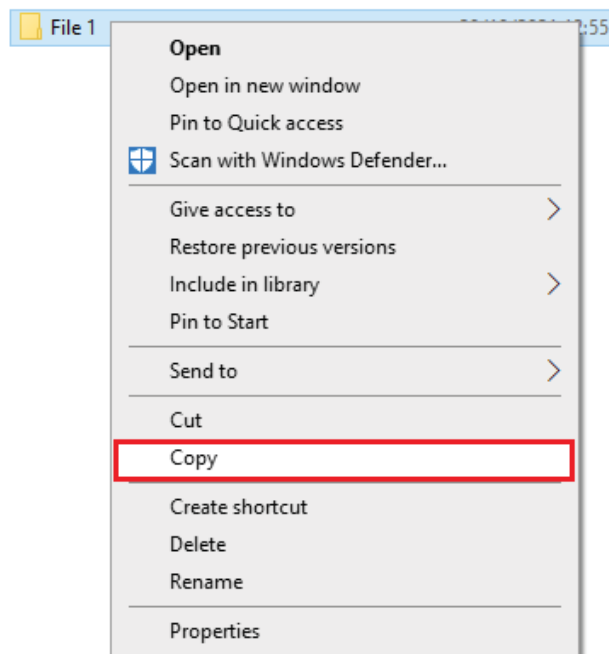 File 1
:55
Open
Open in new window
Pin to Quick access
Scan with Windows Defender...
Give access to
Restore previous versions
Include in library
Pin to Start
Send to
Cut
Copy
Create shortcut
Delete
Rename
Properties